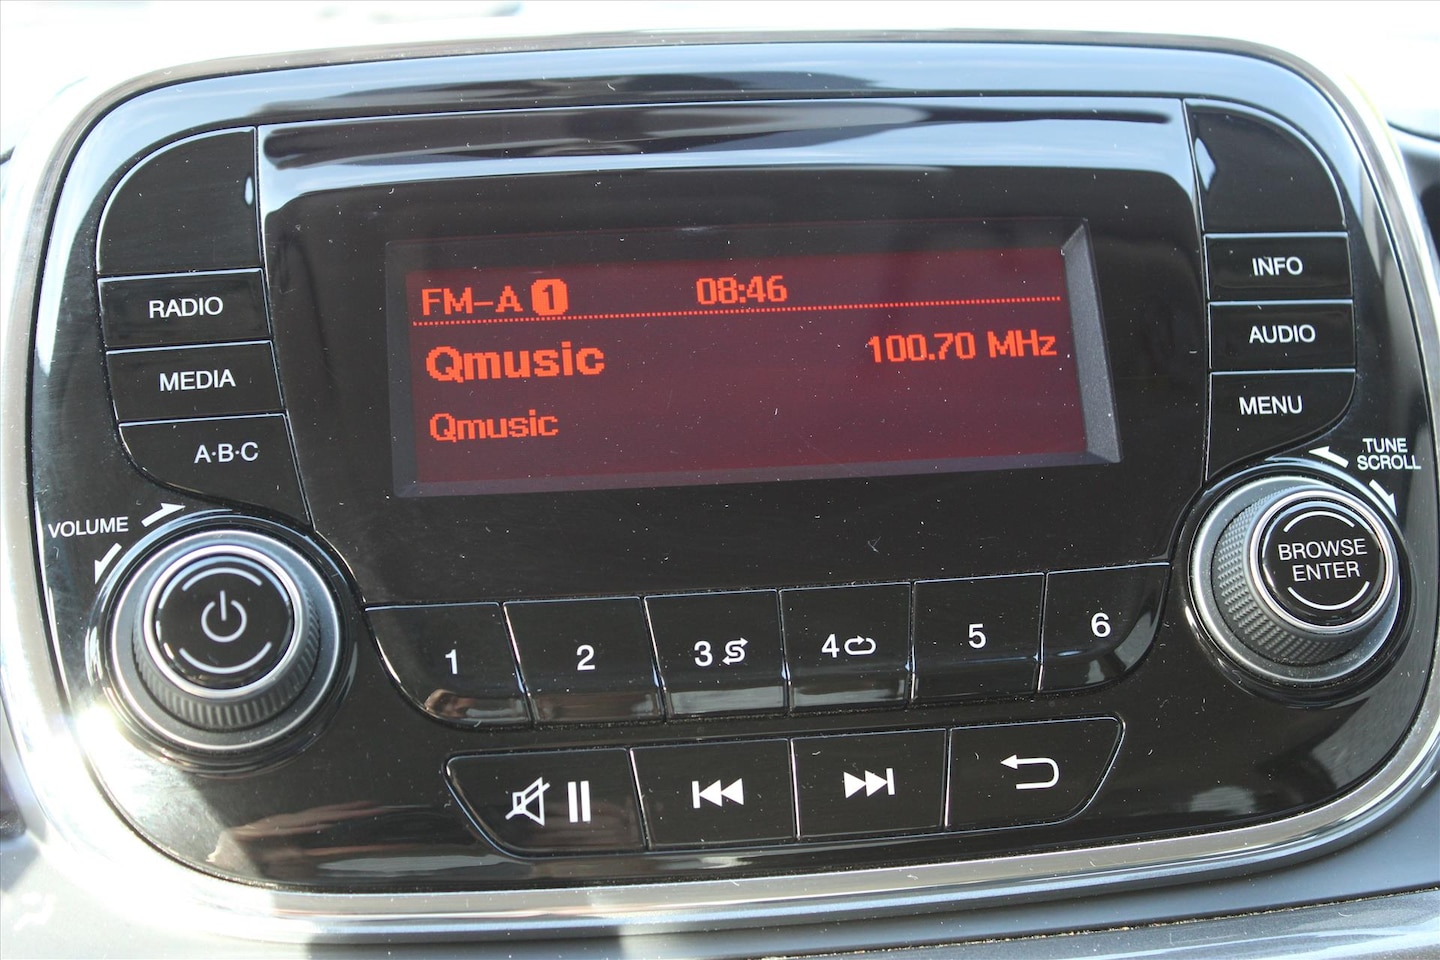 FM-A 1 08:46
Qmusic 100.70 MHz
Qmusic
RADIO
MEDIA
A·B·C
VOLUME
INFO
AUDIO
MENU
TUNE
SCROLL
BROWSE
ENTER
1 2 3 4 5 6